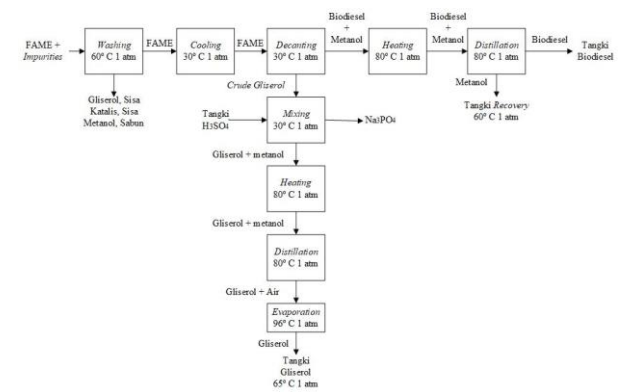 FAME +
Impurities
Washing
60° C 1 atm
FAME
Cooling
30° C 1 atm
FAME
Decanting
30° C 1 atm
Biodiesel
+
Metanol
Heating
80° C 1 atm
Biodiesel
+
Metanol
Distillation
80° C 1 atm
Biodiesel
Tangki
Biodiesel
Gliserol, Sisa
Katalis, Sisa
Metanol, Sabun
Crude Gliserol
Metanol
Tangki Recovery
60° C 1 atm
Tangki
H3SO4
Mixing
30° C 1 atm
Na3PO4
Gliserol + metanol
Heating
80° C 1 atm
Gliserol + metanol
Distillation
80° C 1 atm
Gliserol + Air
Evaporation
96° C 1 atm
Gliserol
Tangki
Gliserol
65° C 1 atm